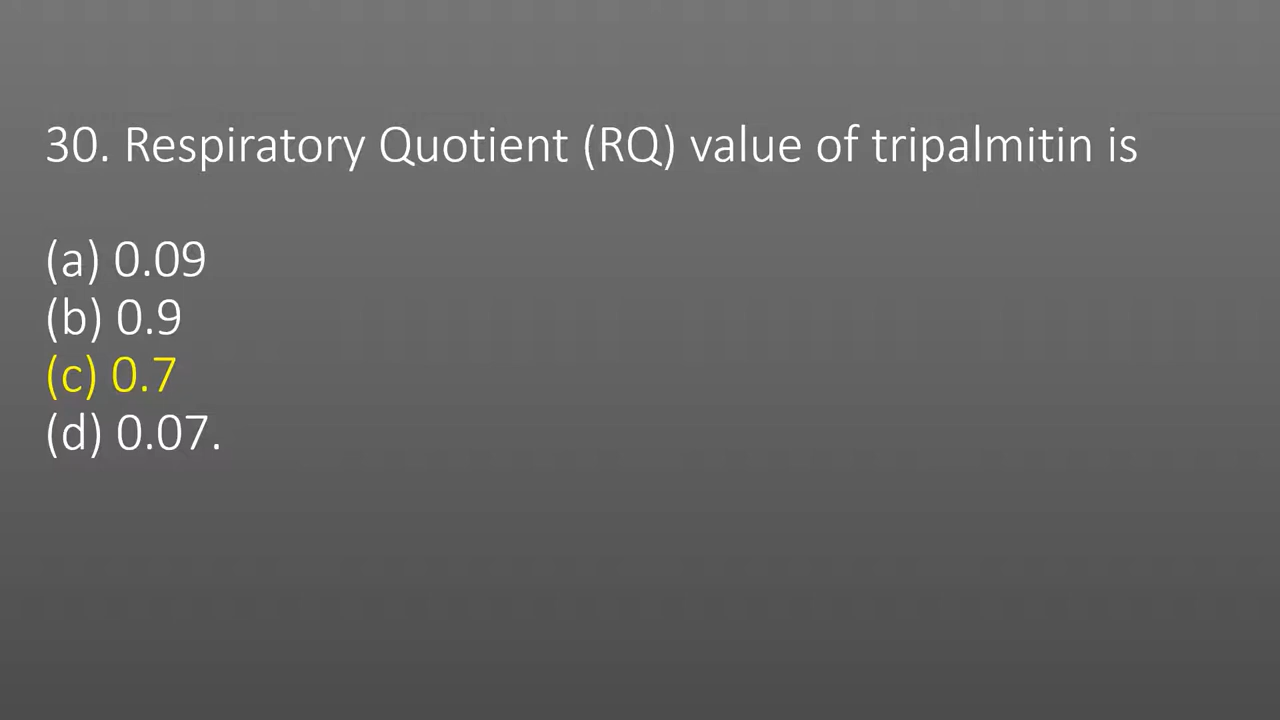 30. Respiratory Quotient (RQ) value of tripalmitin is
(a) 0.09
(b) 0.9
(c) 0.7
(d) 0.07.